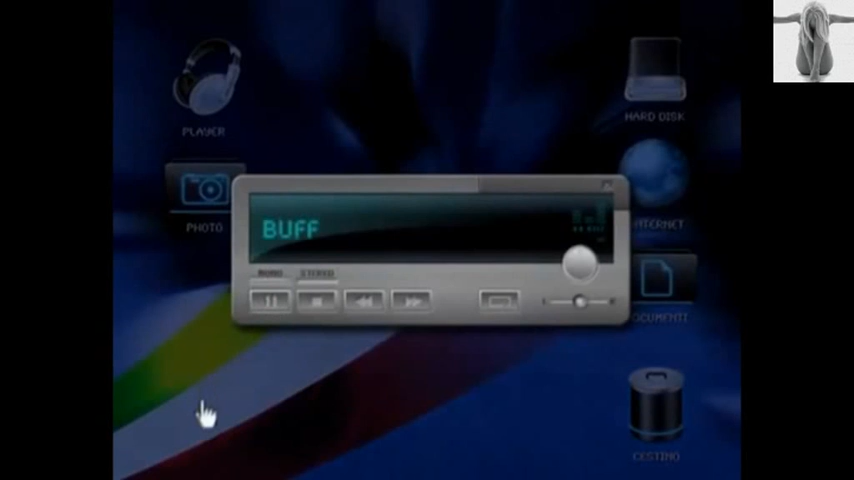 PLAYER
HARD DISK
PHOTO
INTERNET
BUFF
MONO
STEREO
DOCUMENTI
CESTINO